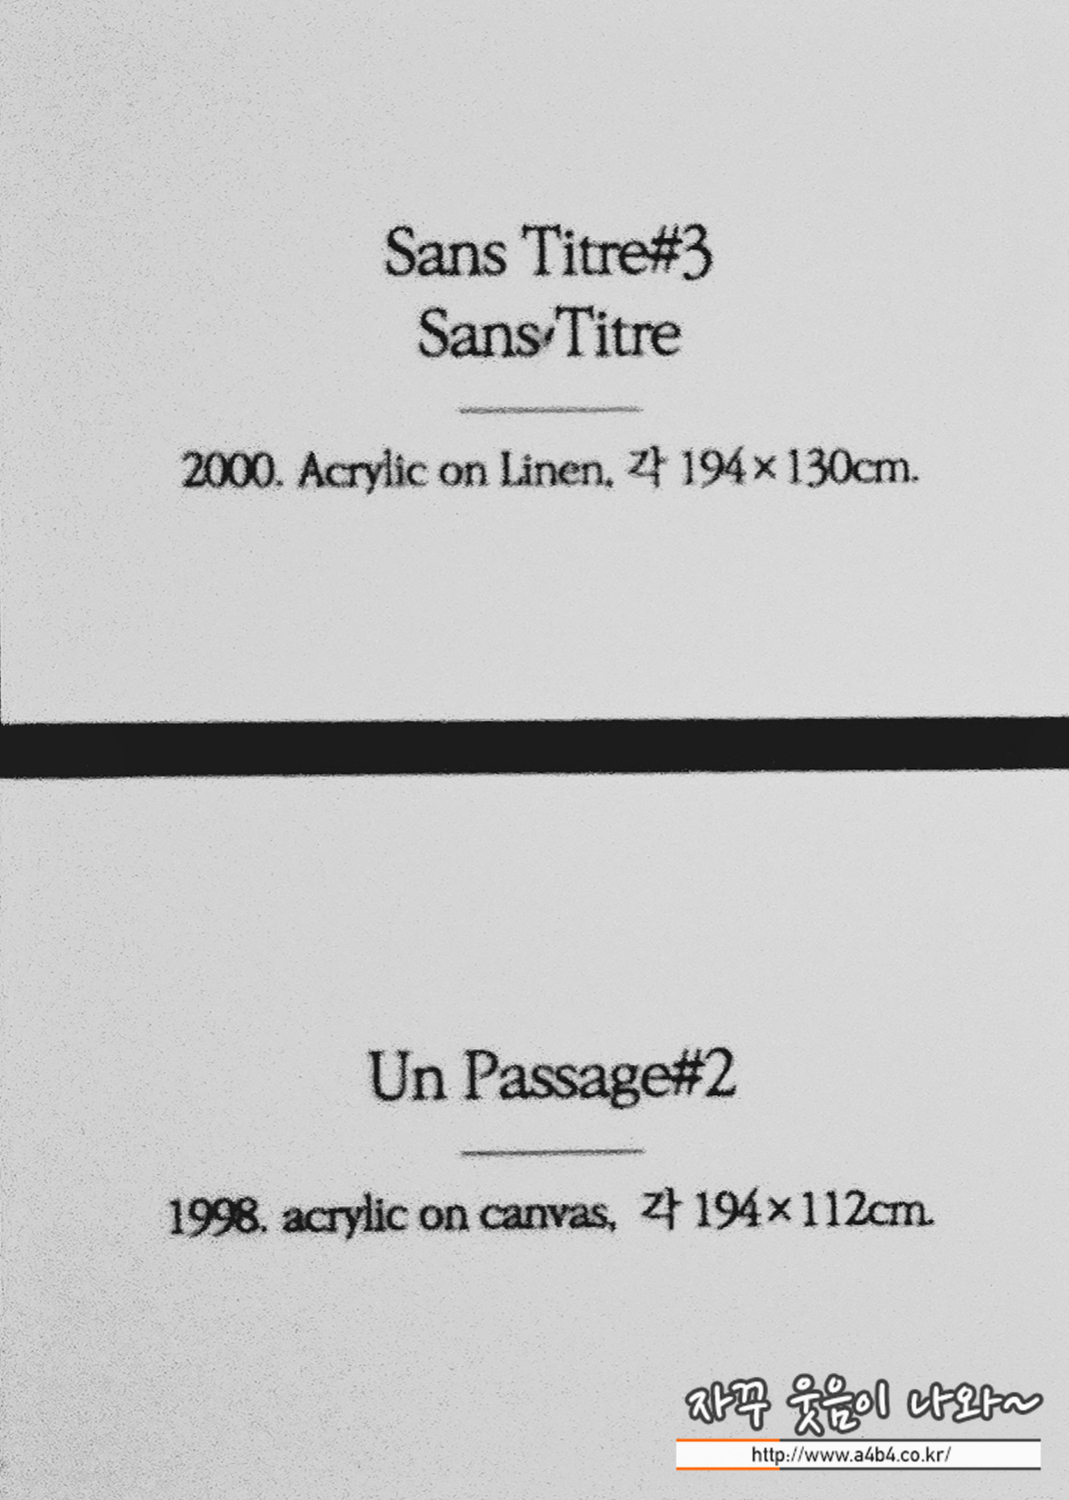 Sans Titre#3
Sans Titre
2000. Acrylic on Linen, 각 194×130cm.
Un Passage#2
1998. acrylic on canvas, 각 194×112cm.
자꾸 웃음이 나와~
http://www.a4b4.co.kr/